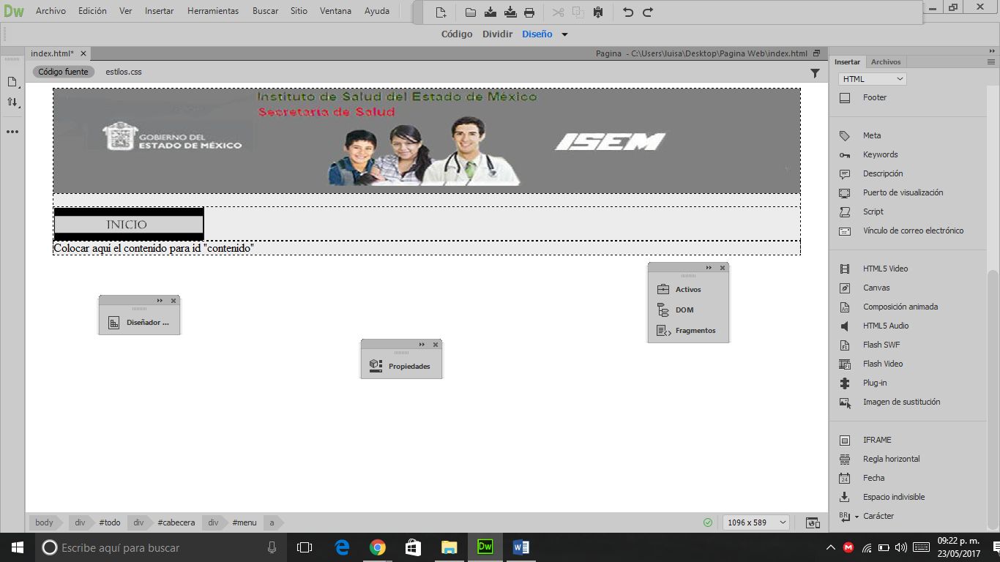 Dw Archivo Edición Ver Insertar Herramientas Buscar Sitio Ventana Ayuda
Código Dividir Diseño
index.html* Pagina - C:\Users\luisa\Desktop\Pagina Web\index.html
Código fuente estilos.css
Instituto de Salud del Estado de México
Secretaria de Salud
GOBIERNO DEL
ESTADO DE MÉXICO
ISEM
INICIO
Colocar aquí el contenido para id "contenido"
Diseñador ...
Propiedades
Activos
DOM
Fragmentos
Insertar Archivos
HTML
Footer
Meta
Keywords
Descripción
Puerto de visualización
Script
Vínculo de correo electrónico
HTML5 Video
Canvas
Composición animada
HTML5 Audio
Flash SWF
Flash Video
Plug-in
Imagen de sustitución
IFRAME
Regla horizontal
Fecha
Espacio indivisible
BR Carácter
body div #todo div #cabecera div #menu a 1096 x 589
Escribe aquí para buscar
Dw
09:22 p. m.
23/05/2017